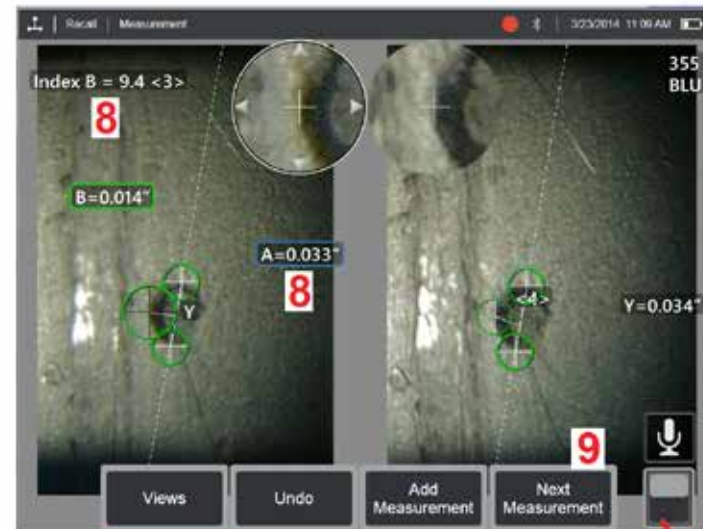 Recall | Measurement
3/23/2014 11:09 AM
Index B = 9.4 <3>
8
355
BLU
B=0.014"
A=0.033"
8
Y
<4>
Y=0.034"
9
Views
Undo
Add
Measurement
Next
Measurement